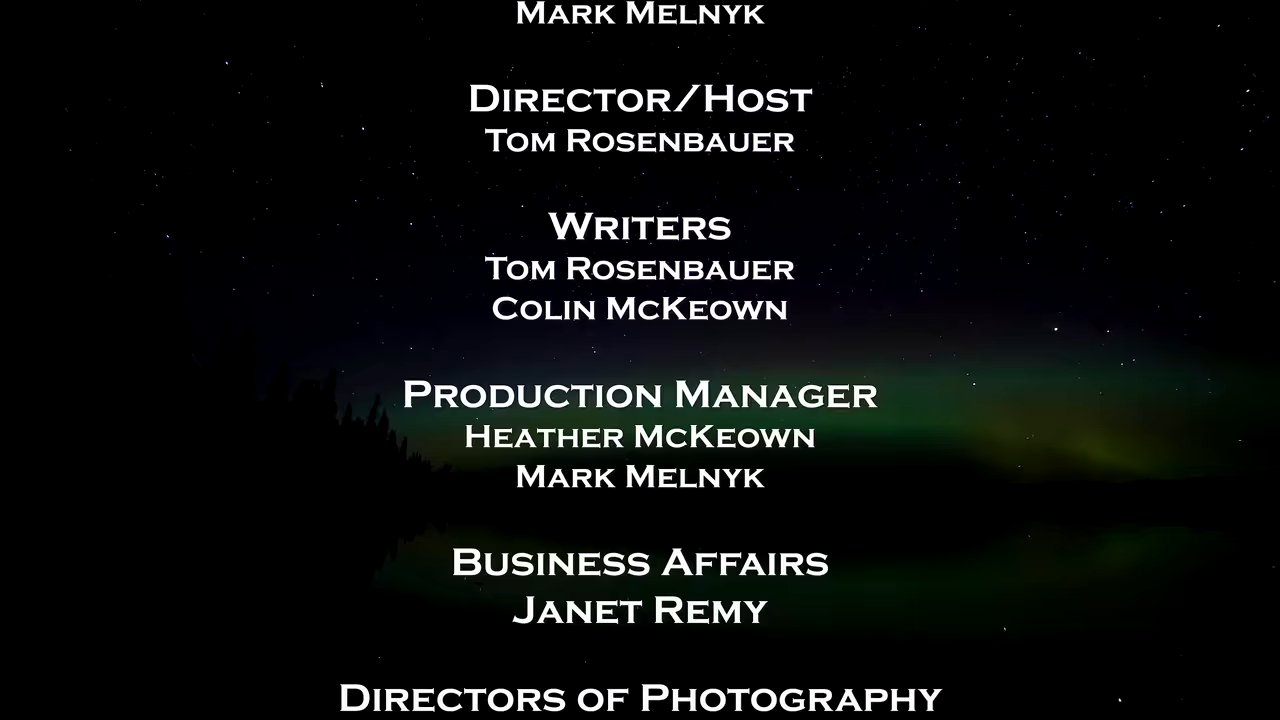 Mark Melnyk
Director/Host
Tom Rosenbauer
Writers
Tom Rosenbauer
Colin McKeown
Production Manager
Heather McKeown
Mark Melnyk
Business Affairs
Janet Remy
Directors of Photography